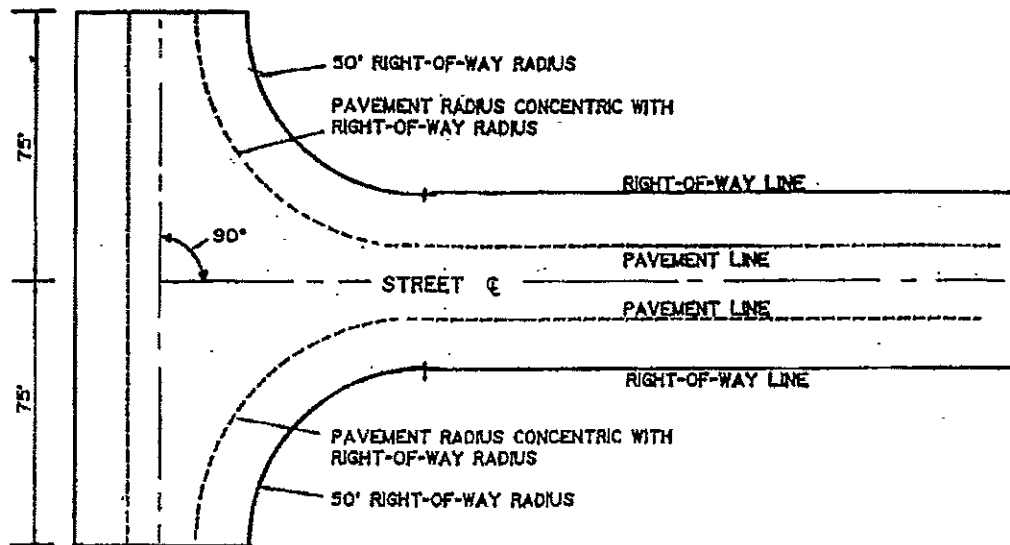 50' RIGHT-OF-WAY RADIUS
PAVEMENT RADIUS CONCENTRIC WITH
RIGHT-OF-WAY RADIUS
75'
RIGHT-OF-WAY LINE
90°
PAVEMENT LINE
STREET ℄
PAVEMENT LINE
75'
RIGHT-OF-WAY LINE
PAVEMENT RADIUS CONCENTRIC WITH
RIGHT-OF-WAY RADIUS
50' RIGHT-OF-WAY RADIUS